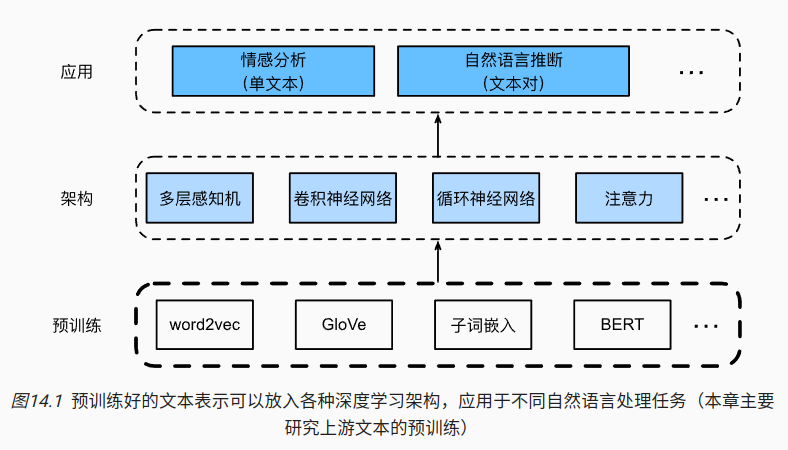 应用
情感分析
(单文本)
自然语言推断
(文本对)
···
架构
多层感知机
卷积神经网络
循环神经网络
注意力
···
预训练
word2vec
GloVe
子词嵌入
BERT
···
图14.1 预训练好的文本表示可以放入各种深度学习架构，应用于不同自然语言处理任务（本章主要
研究上游文本的预训练）